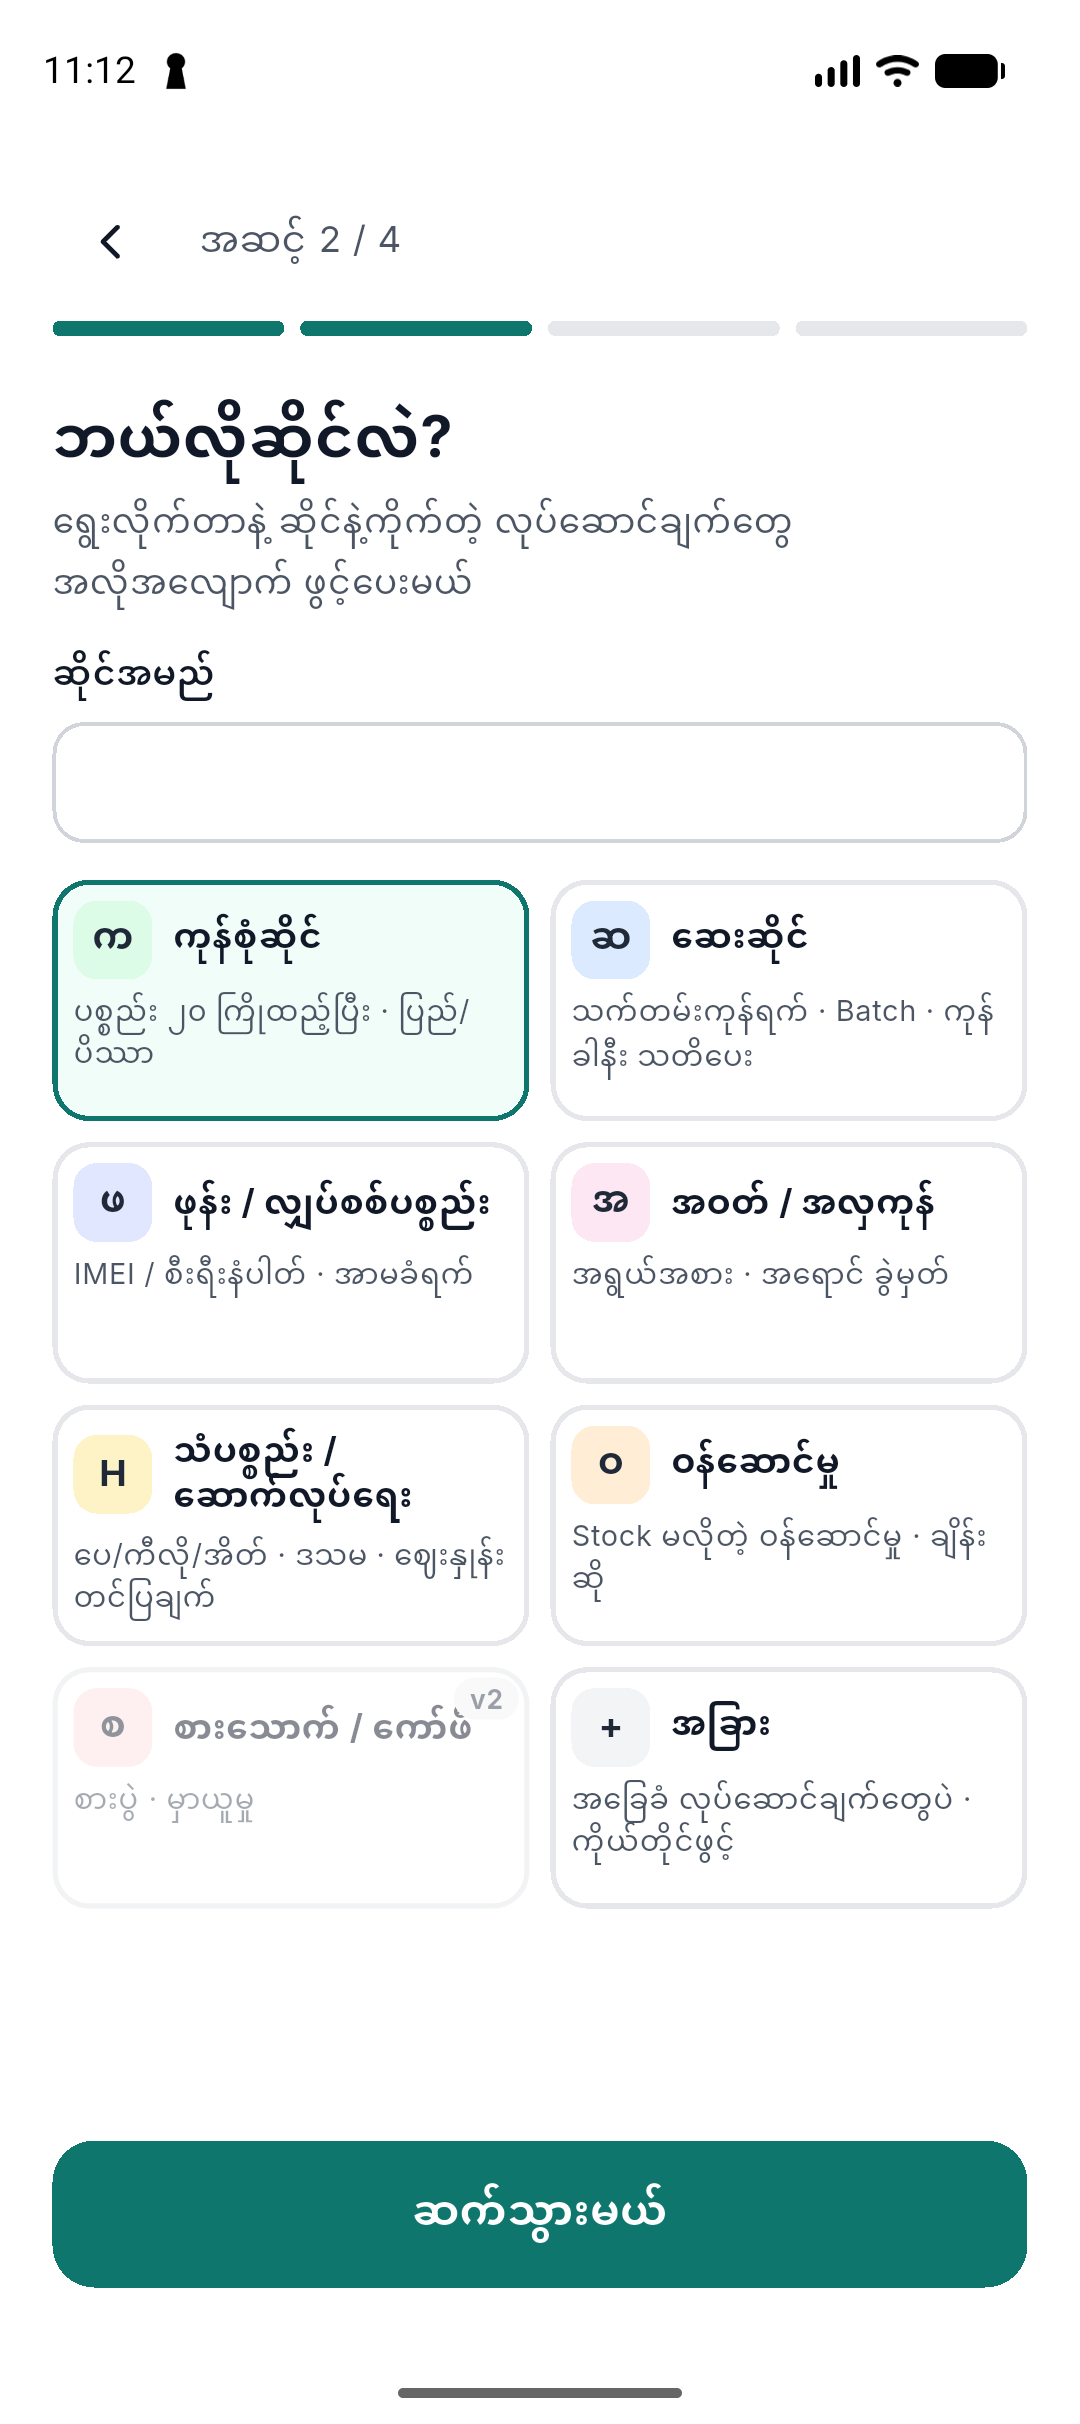 11:12
အဆင့် 2 / 4
ဘယ်လိုဆိုင်လဲ?
ရွေးလိုက်တာနဲ့ ဆိုင်နဲ့ကိုက်တဲ့ လုပ်ဆောင်ချက်တွေ
အလိုအလျောက် ဖွင့်ပေးမယ်
ဆိုင်အမည်
က ကုန်စုံဆိုင်
ပစ္စည်း ၂၀ ကြိုထည့်ပြီး · ပြည်/
ပိဿာ
ဆ ဆေးဆိုင်
သက်တမ်းကုန်ရက် · Batch · ကုန်
ခါနီး သတိပေး
ဖ ဖုန်း / လျှပ်စစ်ပစ္စည်း
IMEI / စီးရီးနံပါတ် · အာမခံရက်
အ အဝတ် / အလှကုန်
အရွယ်အစား · အရောင် ခွဲမှတ်
H သံပစ္စည်း /
ဆောက်လုပ်ရေး
ပေ/ကီလို/အိတ် · ဒသမ · ဈေးနှုန်း
တင်ပြချက်
ဝ ဝန်ဆောင်မှု
Stock မလိုတဲ့ ဝန်ဆောင်မှု · ချိန်း
ဆို
v2
စ စားသောက် / ကော်ဖီ
စားပွဲ · မှာယူမှု
+ အခြား
အခြေခံ လုပ်ဆောင်ချက်တွေပဲ ·
ကိုယ်တိုင်ဖွင့်
ဆက်သွားမယ်